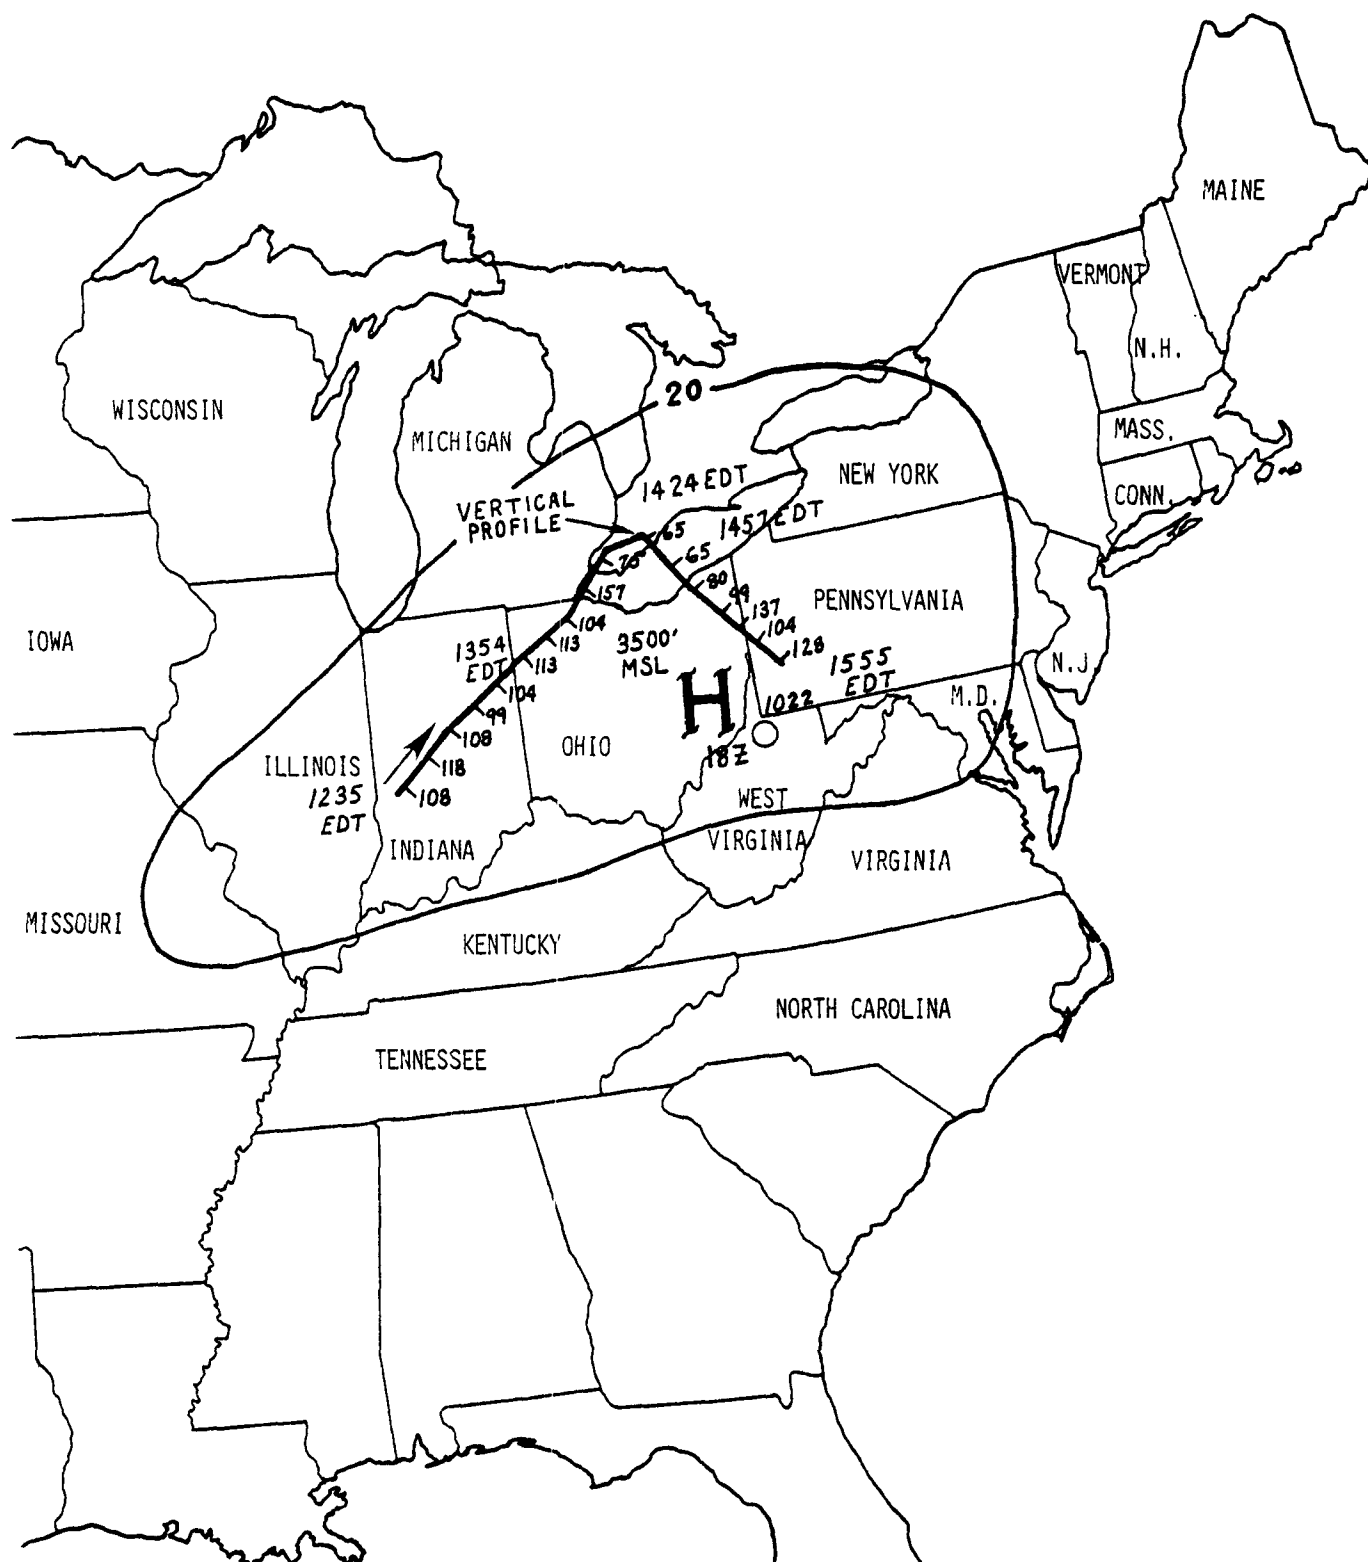 MAINE
VERMONT
N.H.
20
WISCONSIN
MICHIGAN
MASS.
NEW YORK
1424 EDT
CONN.
VERTICAL
PROFILE
1457 EDT
65
65
75
80
157
99
PENNSYLVANIA
137
104
104
IOWA
113
3500'
MSL
128
1354
EDT
113
1555
EDT
N.J.
104
H
1022
M.D.
99
108
OHIO
18Z
118
ILLINOIS
1235
EDT
108
WEST
VIRGINIA
INDIANA
VIRGINIA
MISSOURI
KENTUCKY
NORTH CAROLINA
TENNESSEE